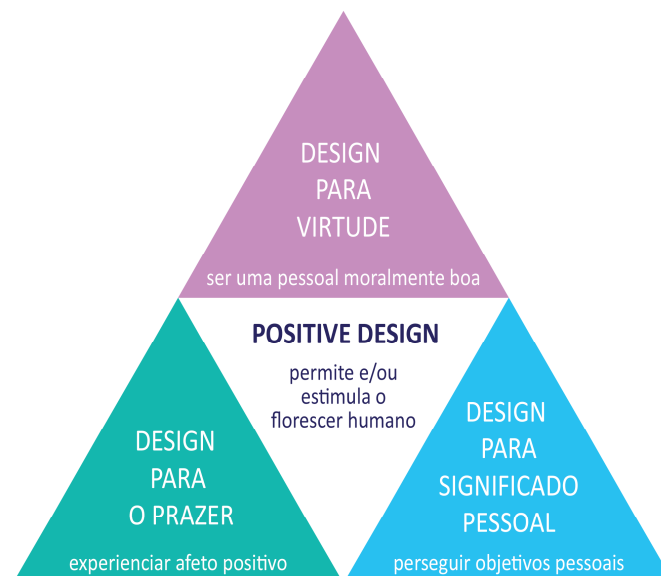 DESIGN
PARA
VIRTUDE
ser uma pessoal moralmente boa
POSITIVE DESIGN
permite e/ou
estimula o
florescer humano
DESIGN
PARA
O PRAZER
experienciar afeto positivo
DESIGN
PARA
SIGNIFICADO
PESSOAL
perseguir objetivos pessoais